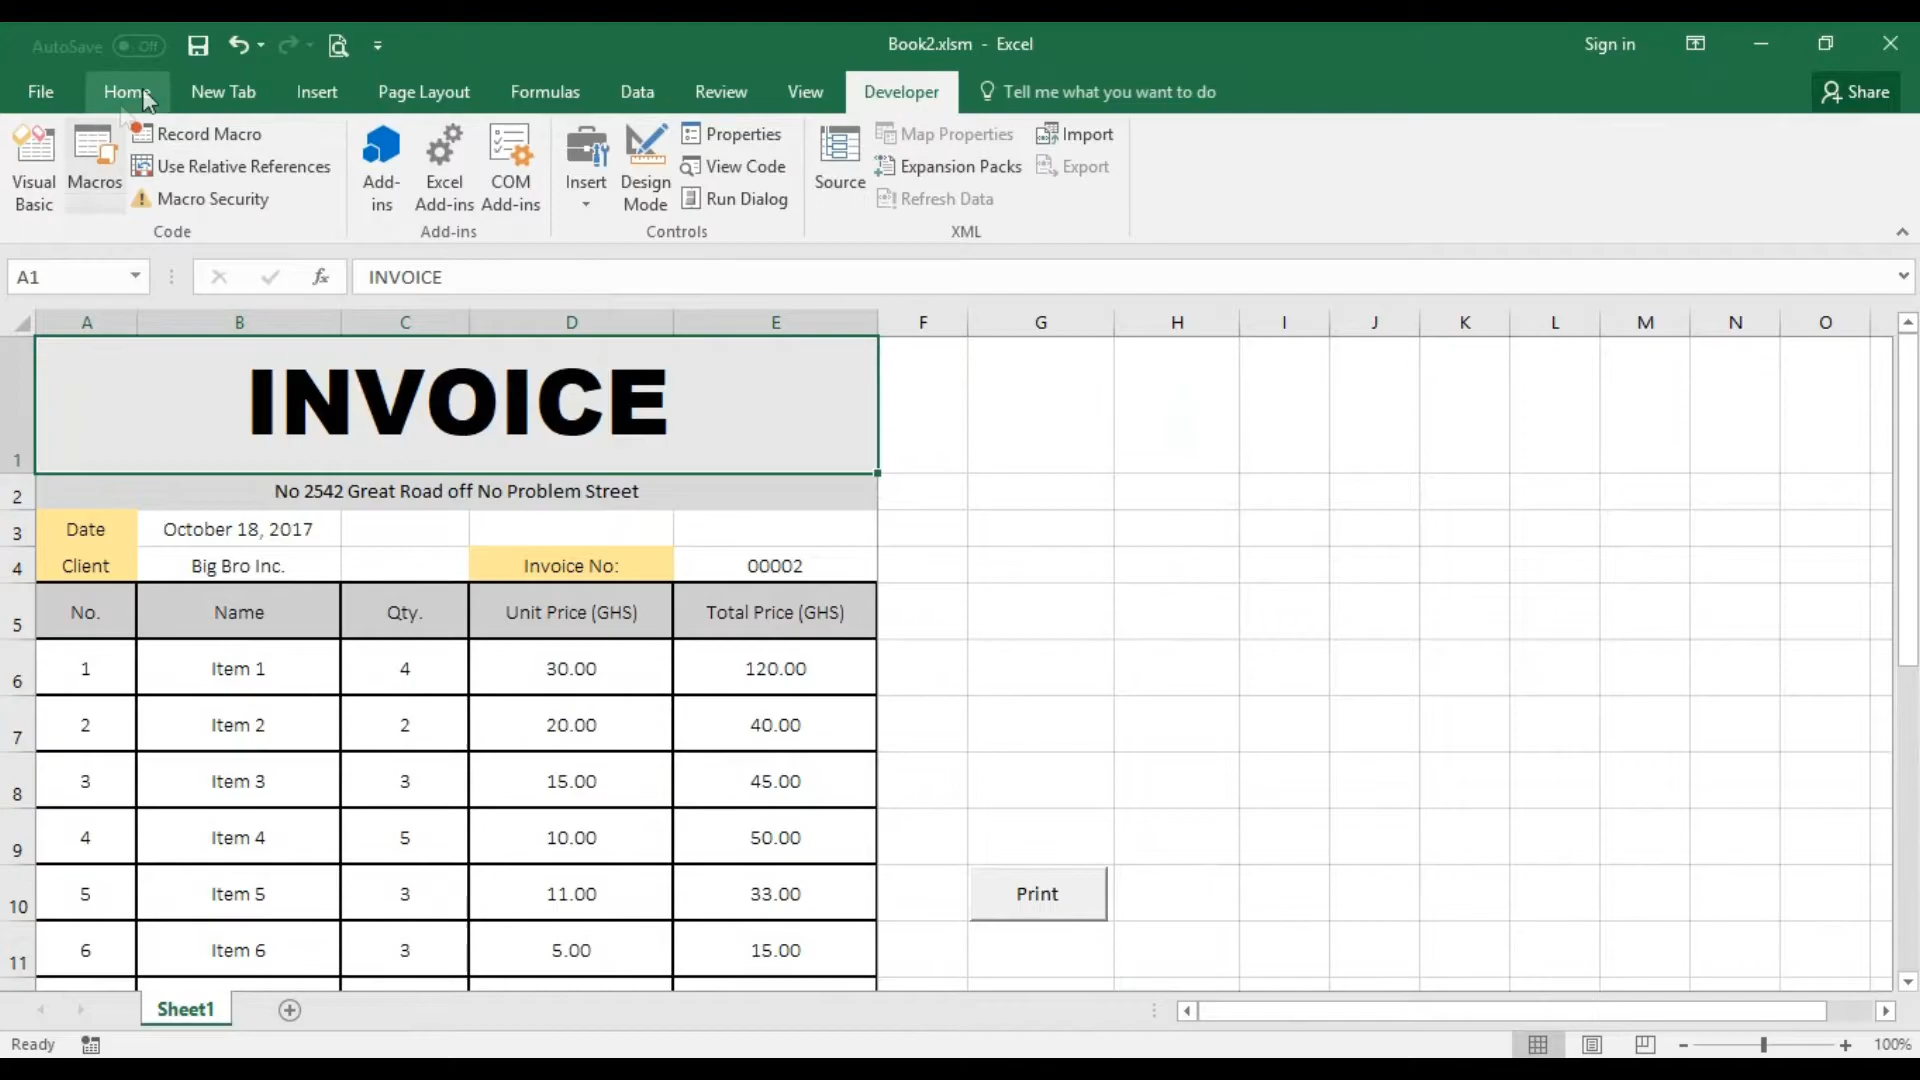 AutoSave Off
Book2.xlsm - Excel
Sign in
File Home New Tab Insert Page Layout Formulas Data Review View Developer Tell me what you want to do Share
Visual Basic
Macros
Record Macro
Use Relative References
Macro Security
Code
Add-ins
Excel Add-ins
COM Add-ins
Add-ins
Insert
Design Mode
Properties
View Code
Run Dialog
Controls
Source
Map Properties
Expansion Packs
Refresh Data
Import
Export
XML
A1 fx INVOICE
A B C D E F G H I J K L M N O
1 INVOICE
2 No 2542 Great Road off No Problem Street
3 Date October 18, 2017
4 Client Big Bro Inc. Invoice No: 00002
5 No. Name Qty. Unit Price (GHS) Total Price (GHS)
6 1 Item 1 4 30.00 120.00
7 2 Item 2 2 20.00 40.00
8 3 Item 3 3 15.00 45.00
9 4 Item 4 5 10.00 50.00
10 5 Item 5 3 11.00 33.00 Print
11 6 Item 6 3 5.00 15.00
Sheet1
Ready 100%